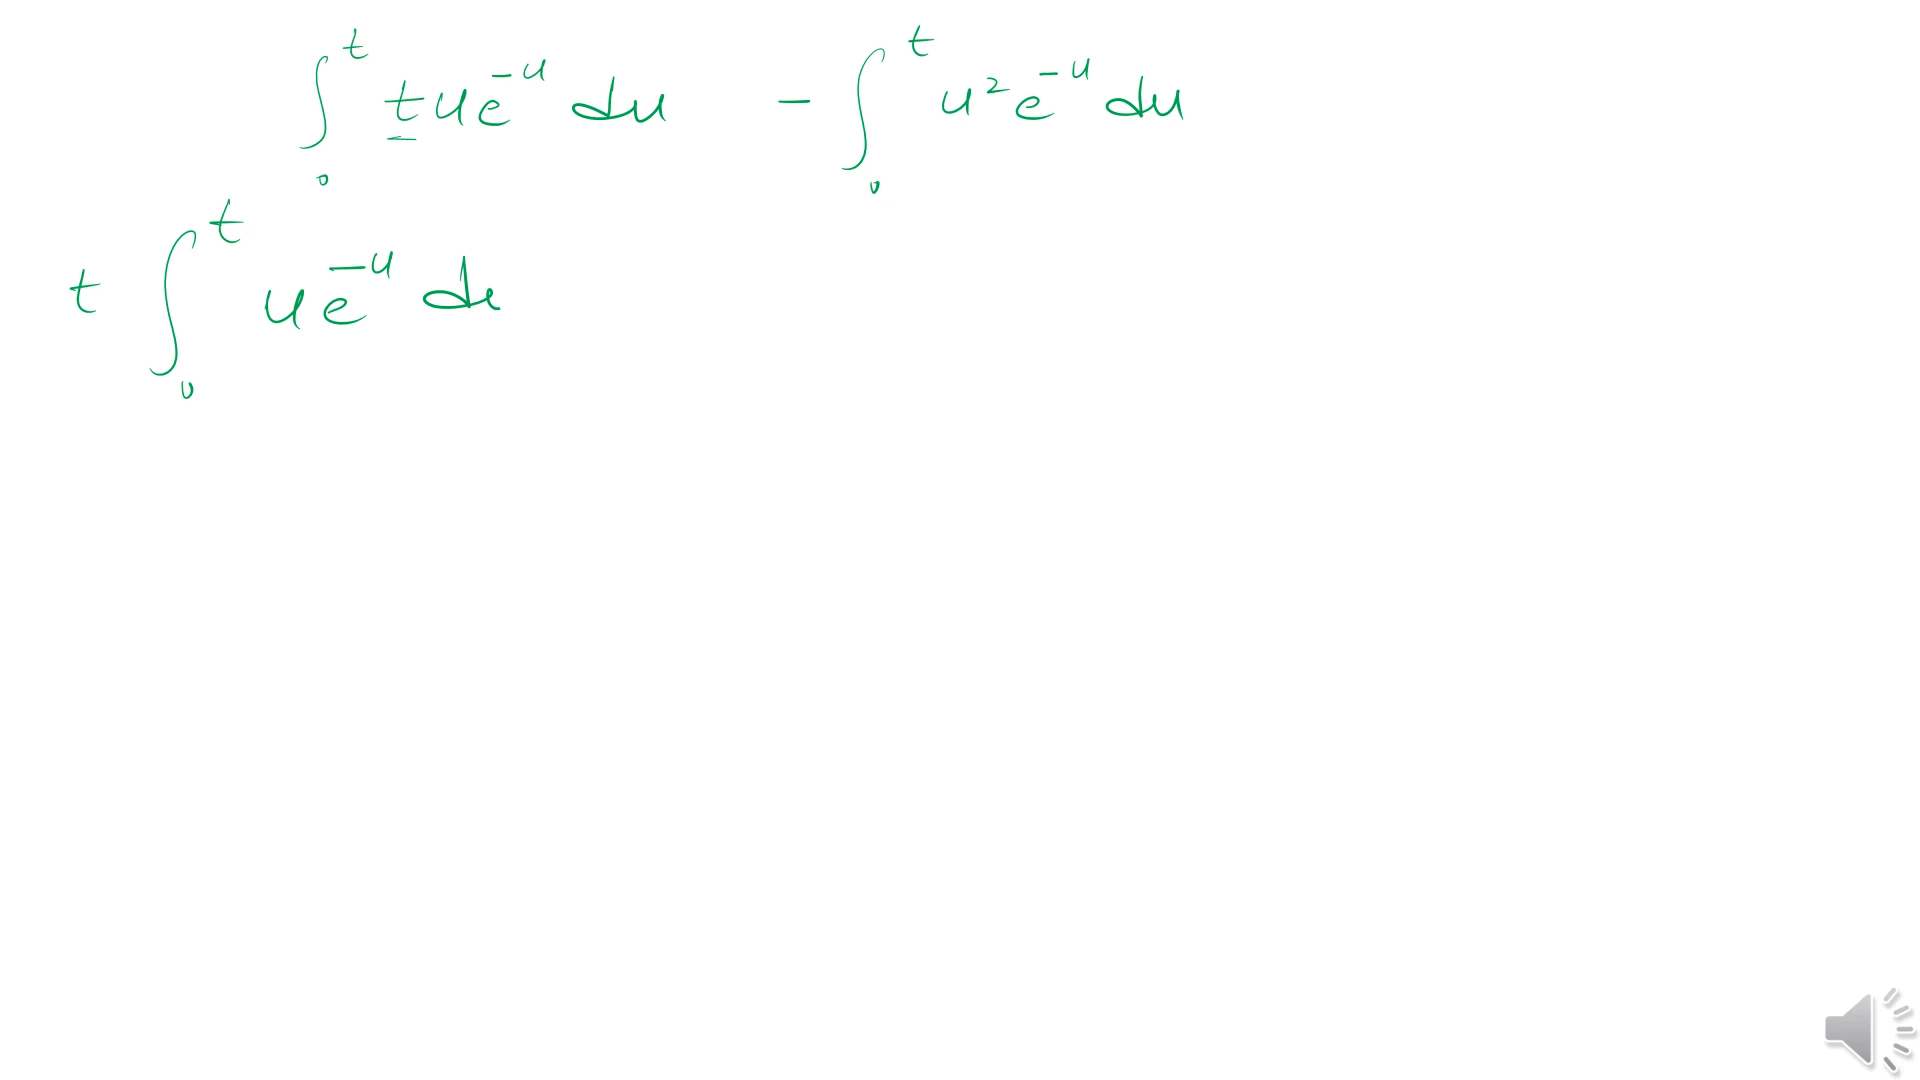 ∫₀ᵗ t u e⁻ᵘ du - ∫₀ᵗ u² e⁻ᵘ du
t ∫₀ᵗ u e⁻ᵘ du